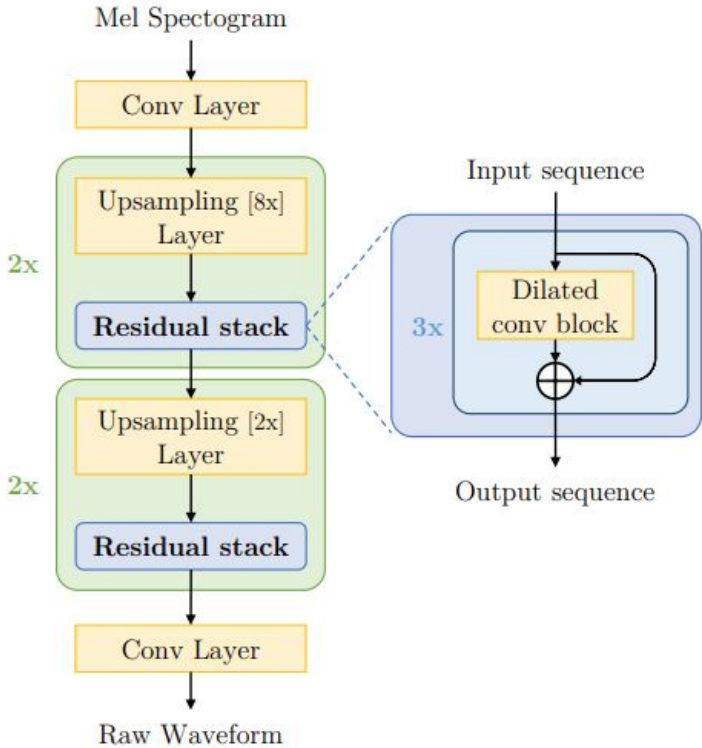 Mel Spectogram
Conv Layer
Upsampling [8x]
Layer
2x
Residual stack
Upsampling [2x]
Layer
2x
Residual stack
Conv Layer
Raw Waveform
Input sequence
Dilated
conv block
3x
Output sequence